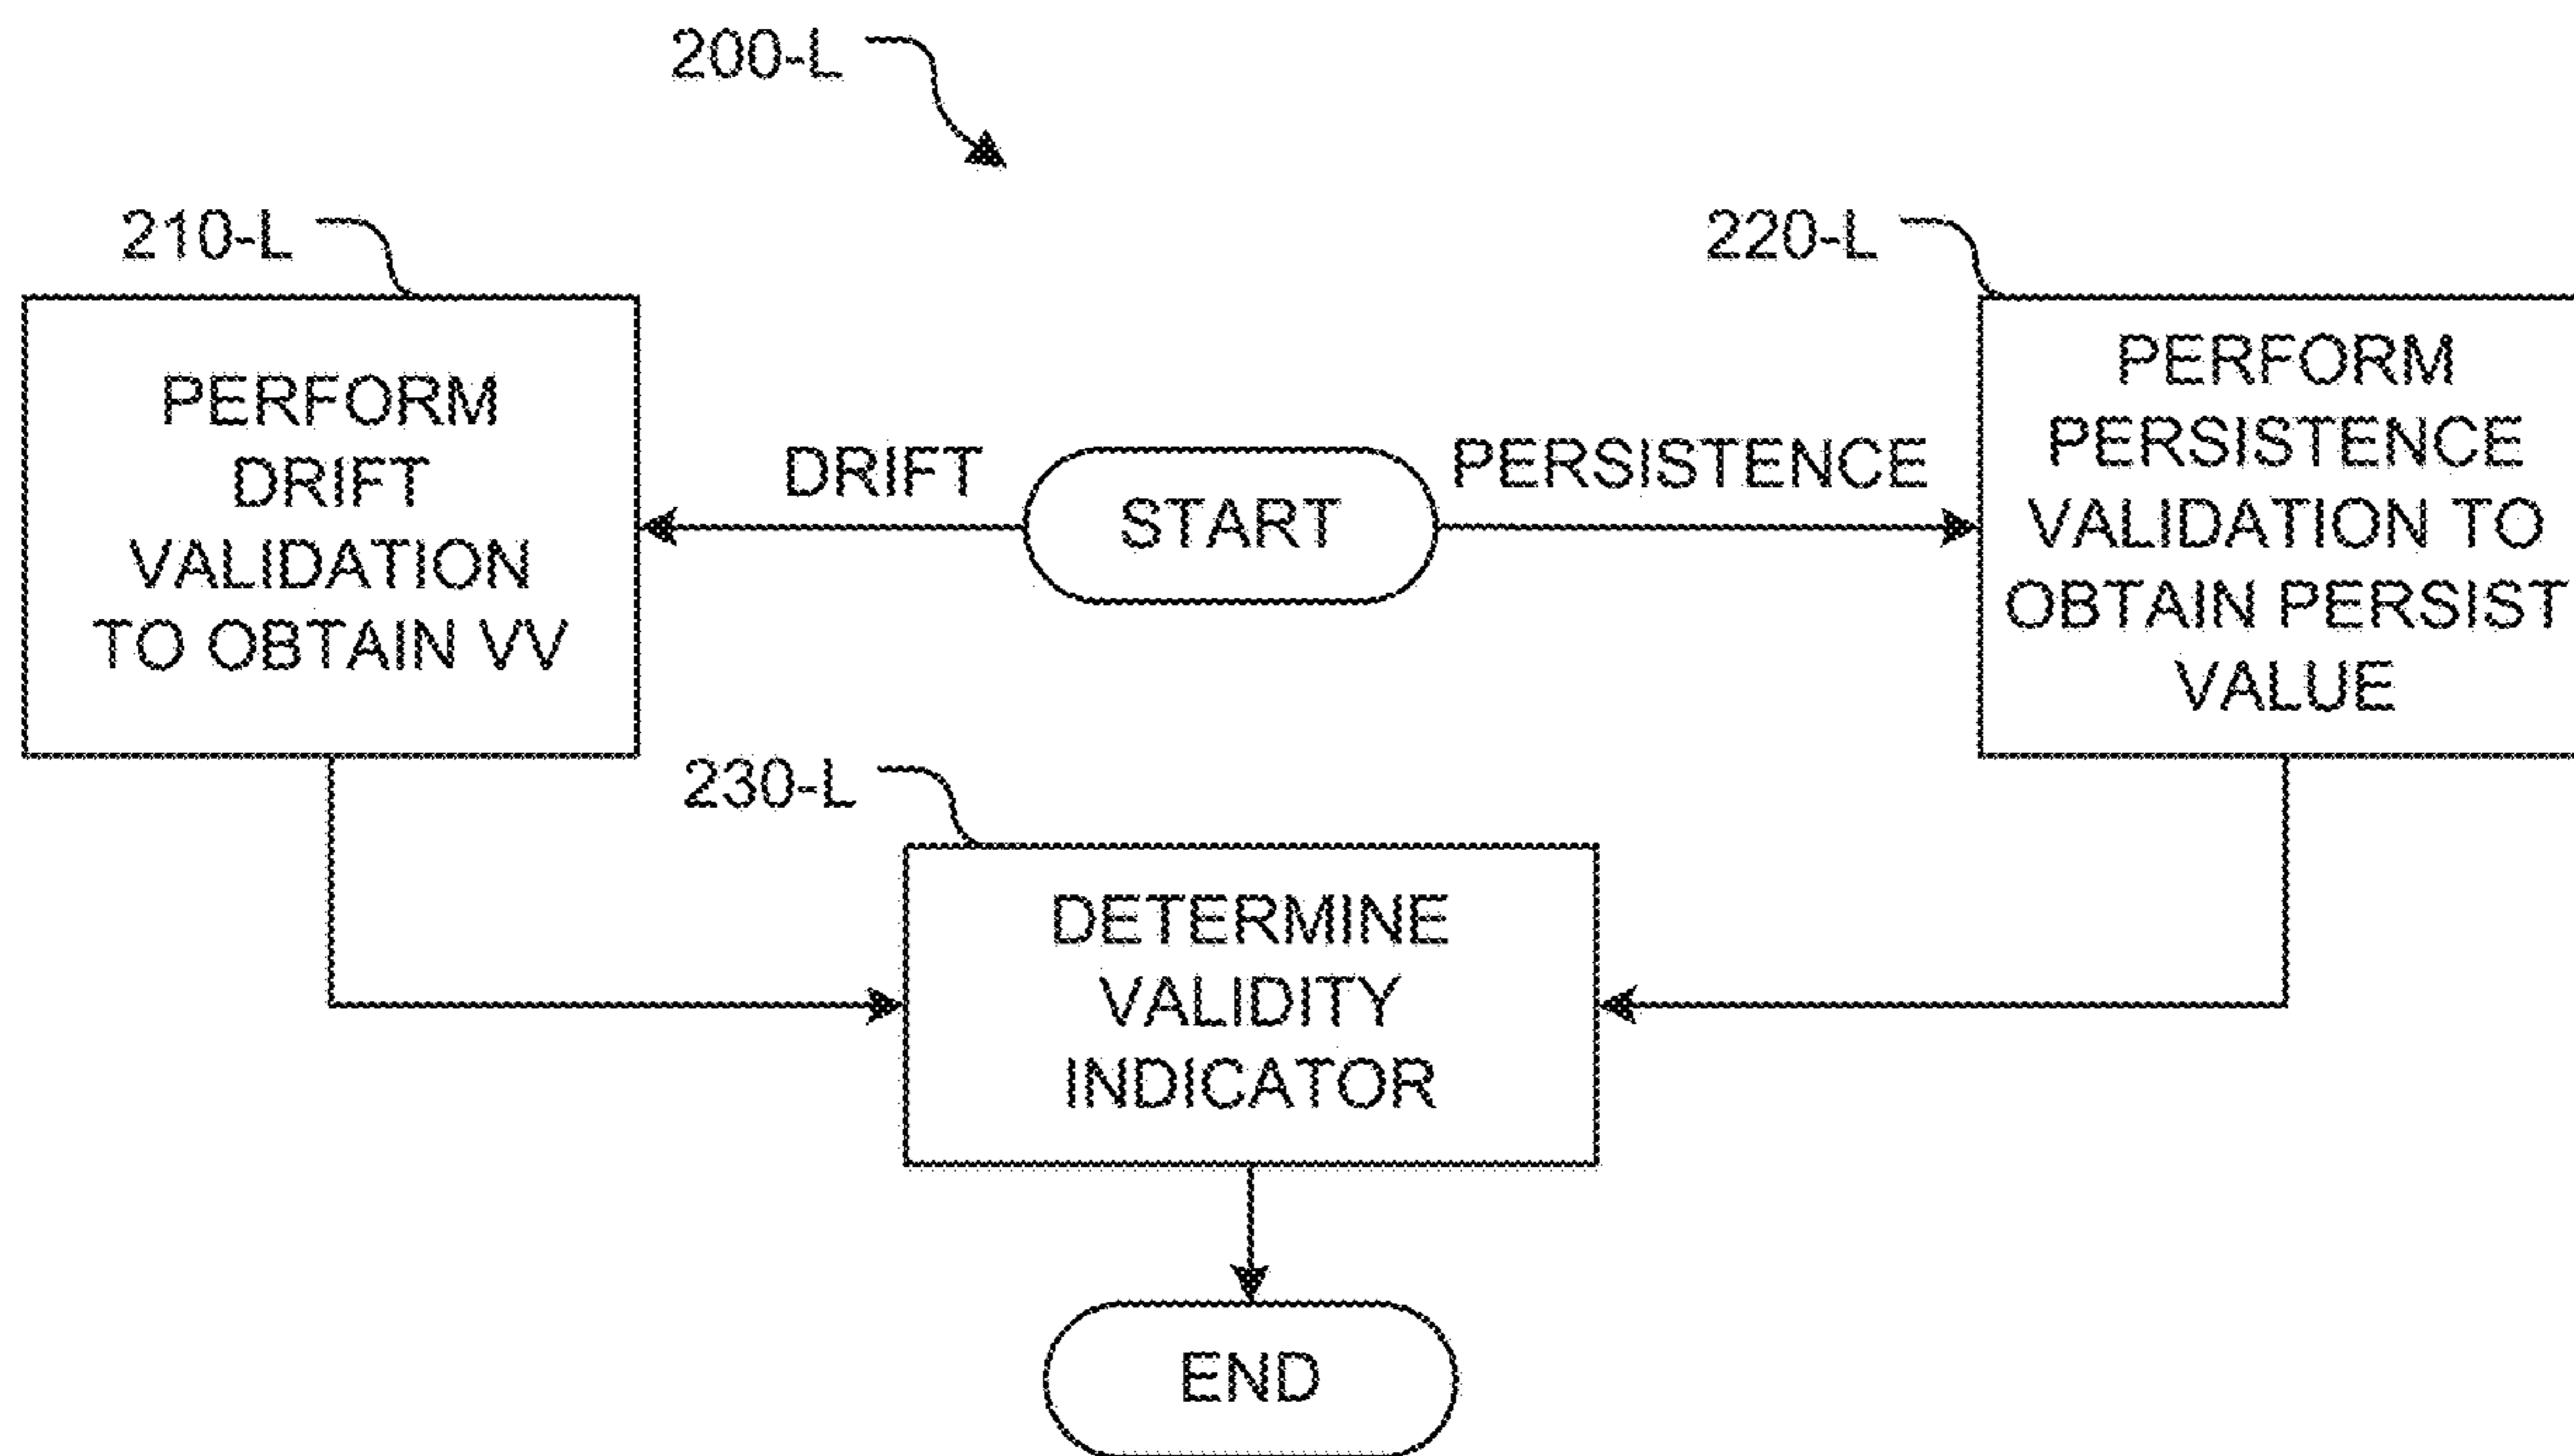 200-L
210-L
220-L
PERFORM
DRIFT
VALIDATION
TO OBTAIN VV
DRIFT
START
PERSISTENCE
PERFORM
PERSISTENCE
VALIDATION TO
OBTAIN PERSIST
VALUE
230-L
DETERMINE
VALIDITY
INDICATOR
END